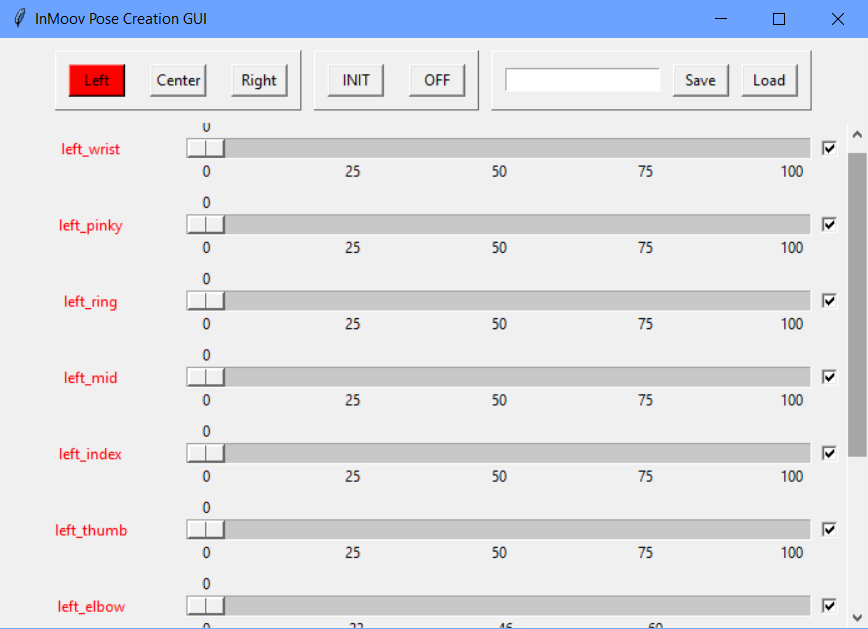 InMoov Pose Creation GUI
Left Center Right INIT OFF Save Load
0
left_wrist
0 25 50 75 100
0
left_pinky
0 25 50 75 100
0
left_ring
0 25 50 75 100
0
left_mid
0 25 50 75 100
0
left_index
0 25 50 75 100
0
left_thumb
0 25 50 75 100
0
left_elbow